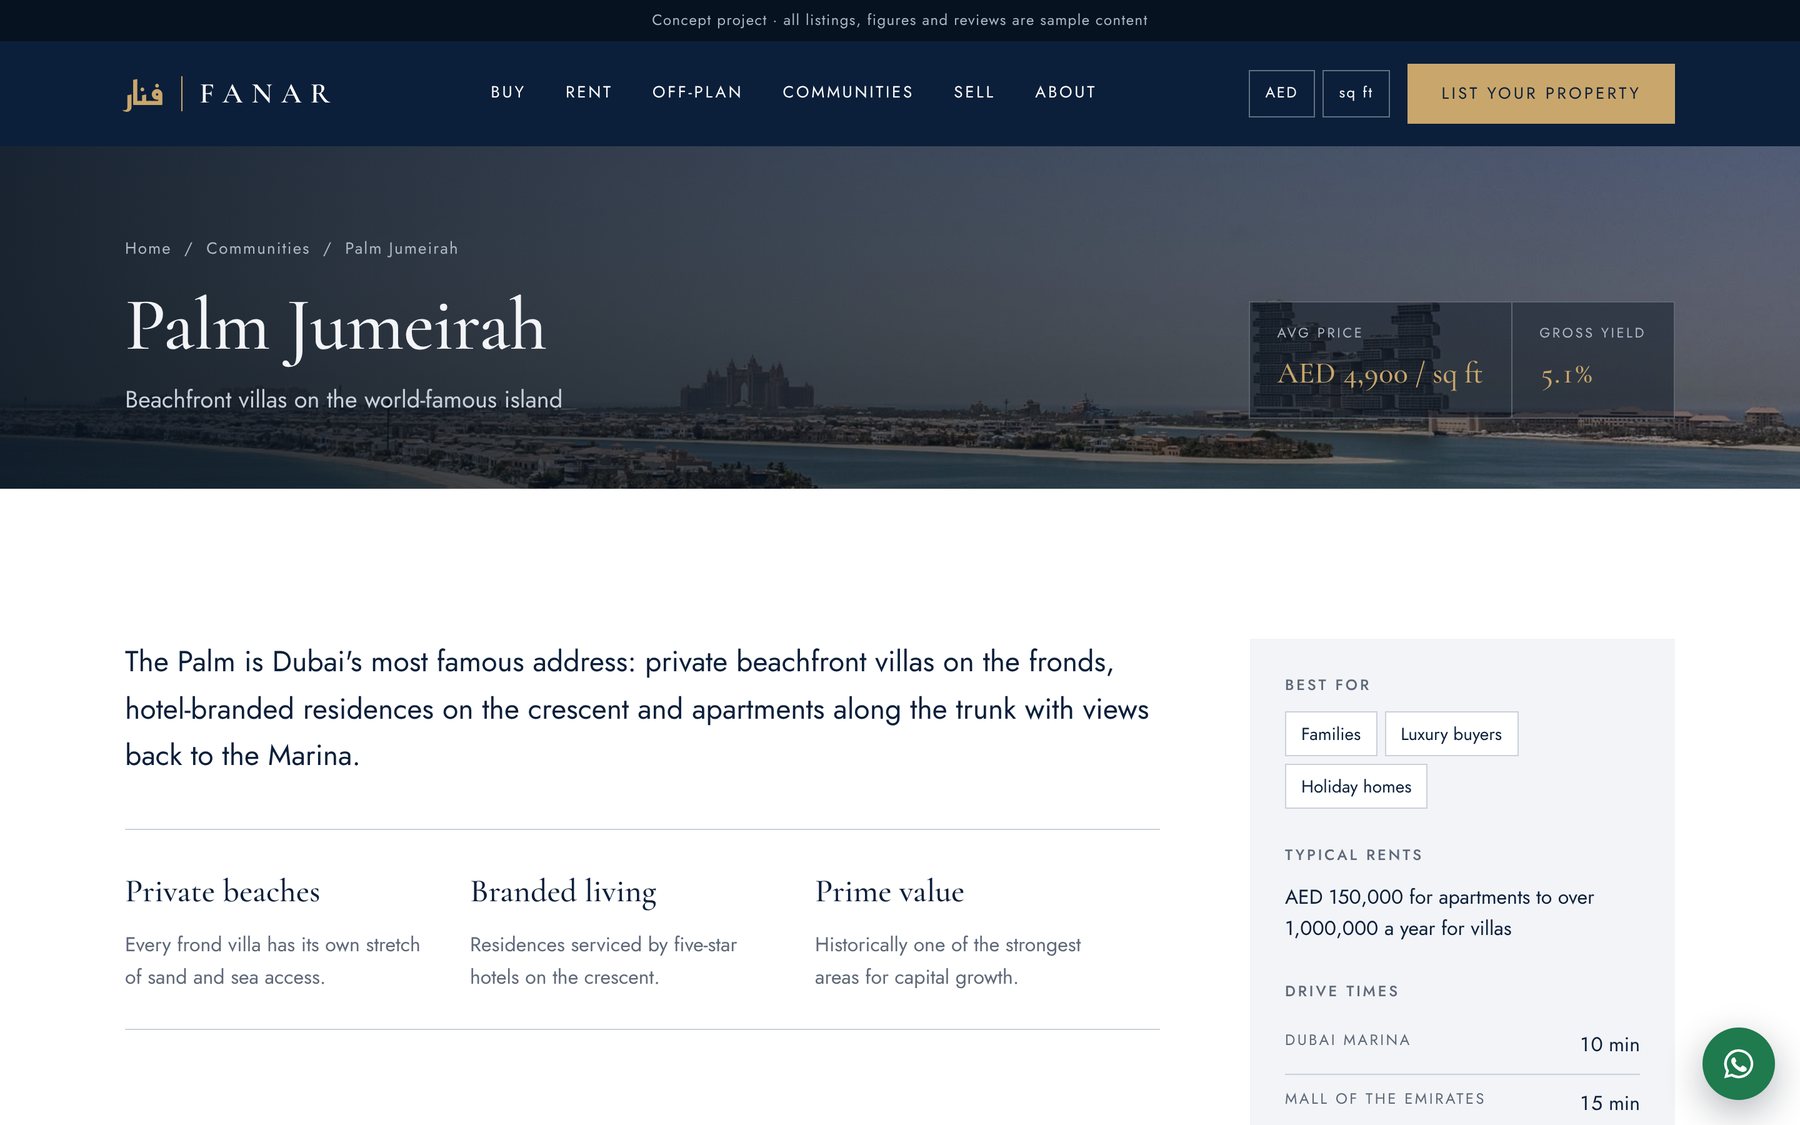 Concept project · all listings, figures and reviews are sample content
فنار | FANAR
BUY RENT OFF-PLAN COMMUNITIES SELL ABOUT
AED sq ft LIST YOUR PROPERTY
Home / Communities / Palm Jumeirah
Palm Jumeirah
Beachfront villas on the world-famous island
AVG PRICE
AED 4,900 / sq ft
GROSS YIELD
5.1%
The Palm is Dubai's most famous address: private beachfront villas on the fronds,
hotel-branded residences on the crescent and apartments along the trunk with views
back to the Marina.
Private beaches
Every frond villa has its own stretch
of sand and sea access.
Branded living
Residences serviced by five-star
hotels on the crescent.
Prime value
Historically one of the strongest
areas for capital growth.
BEST FOR
Families Luxury buyers
Holiday homes
TYPICAL RENTS
AED 150,000 for apartments to over
1,000,000 a year for villas
DRIVE TIMES
DUBAI MARINA 10 min
MALL OF THE EMIRATES 15 min